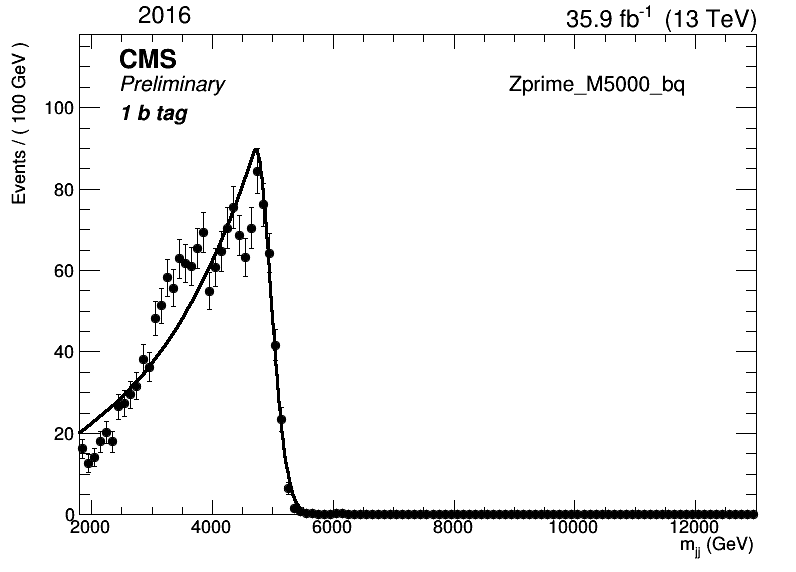 2016
35.9 fb⁻¹ (13 TeV)
CMS
Preliminary
1 b tag
Zprime_M5000_bq
Events / ( 100 GeV )
100
80
60
40
20
0
2000 4000 6000 8000 10000 12000
m_jj (GeV)